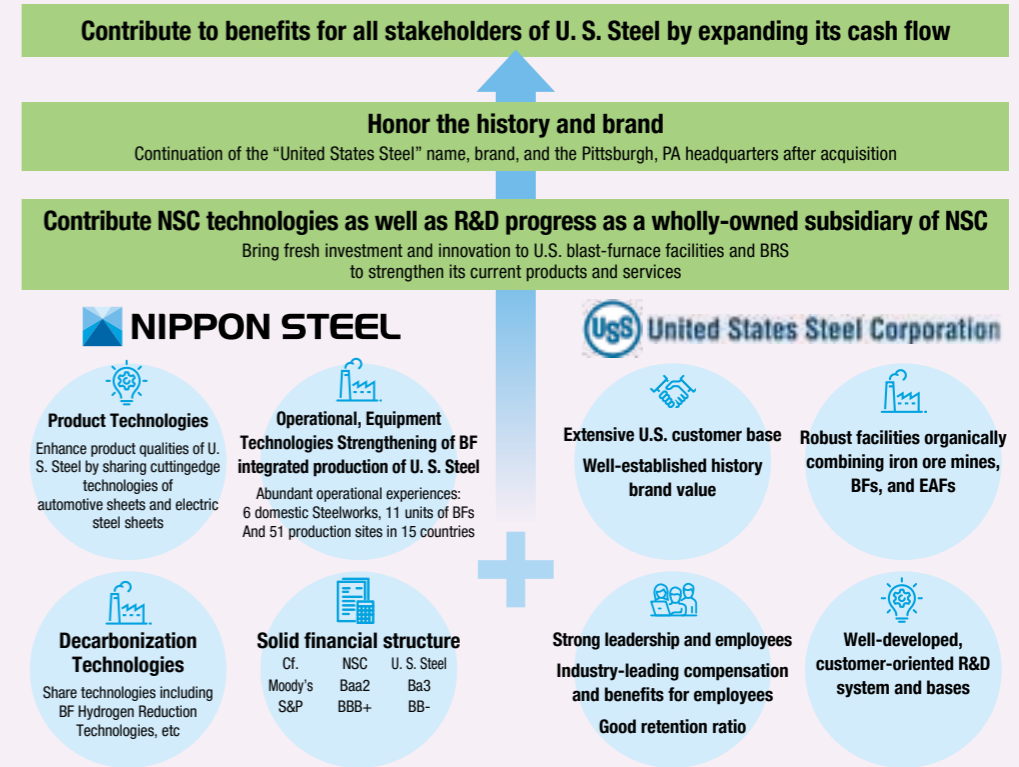 Contribute to benefits for all stakeholders of U. S. Steel by expanding its cash flow
Honor the history and brand
Continuation of the “United States Steel” name, brand, and the Pittsburgh, PA headquarters after acquisition
Contribute NSC technologies as well as R&D progress as a wholly-owned subsidiary of NSC
Bring fresh investment and innovation to U.S. blast-furnace facilities and BRS
to strengthen its current products and services
NIPPON STEEL
Product Technologies
Enhance product qualities of U.
S. Steel by sharing cuttingedge
technologies of
automotive sheets and electric
steel sheets
Operational, Equipment
Technologies Strengthening of BF
integrated production of U. S. Steel
Abundant operational experiences:
6 domestic Steelworks, 11 units of BFs
And 51 production sites in 15 countries
Decarbonization
Technologies
Share technologies including
BF Hydrogen Reduction
Technologies, etc
Solid financial structure
Cf. NSC U. S. Steel
Moody's Baa2 Ba3
S&P BBB+ BB-
USS United States Steel Corporation
Extensive U.S. customer base
Well-established history
brand value
Robust facilities organically
combining iron ore mines,
BFs, and EAFs
Strong leadership and employees
Industry-leading compensation
and benefits for employees
Good retention ratio
Well-developed,
customer-oriented R&D
system and bases